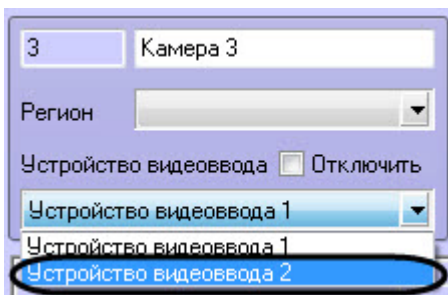 3 Камера 3
Регион
Устройство видеоввода Отключить
Устройство видеоввода 1
Устройство видеоввода 1
Устройство видеоввода 2